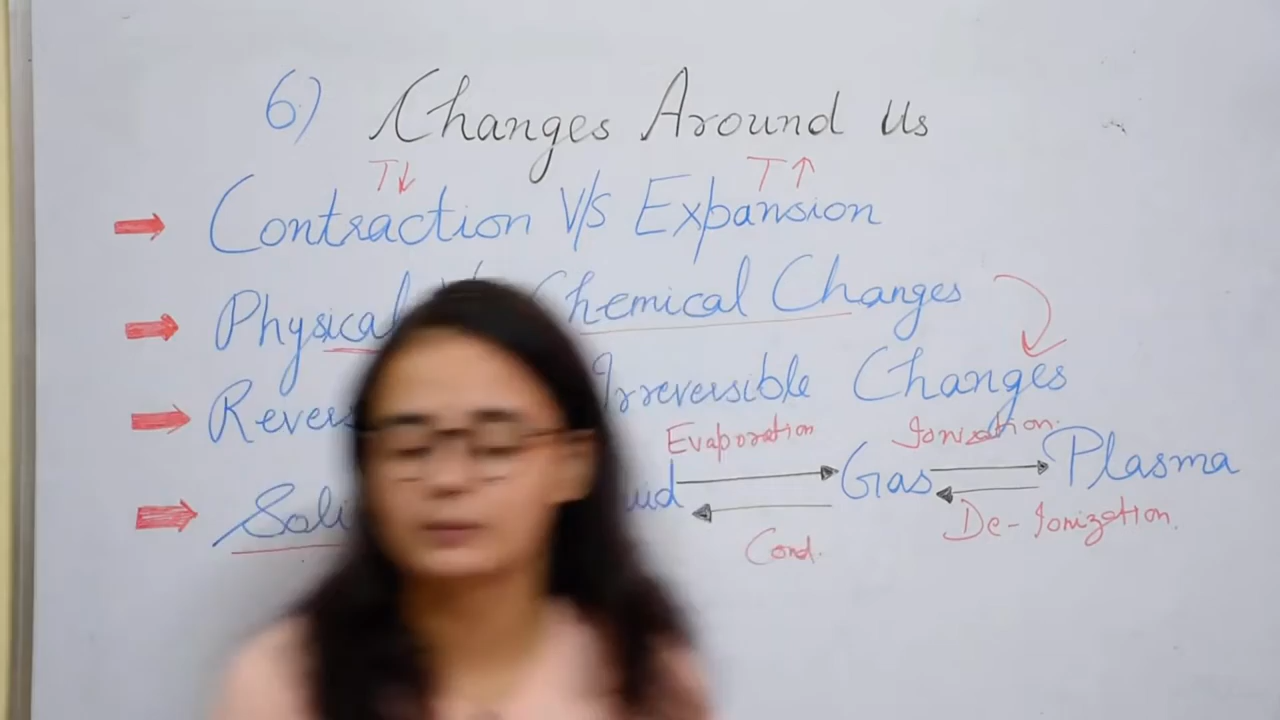 6) Changes Around Us
T↓ T↑
Contraction V/S Expansion
Physical Chemical Changes
Irreversible Changes
Evaporation Ionization.
Gas Plasma
Cond. De-Ionization.